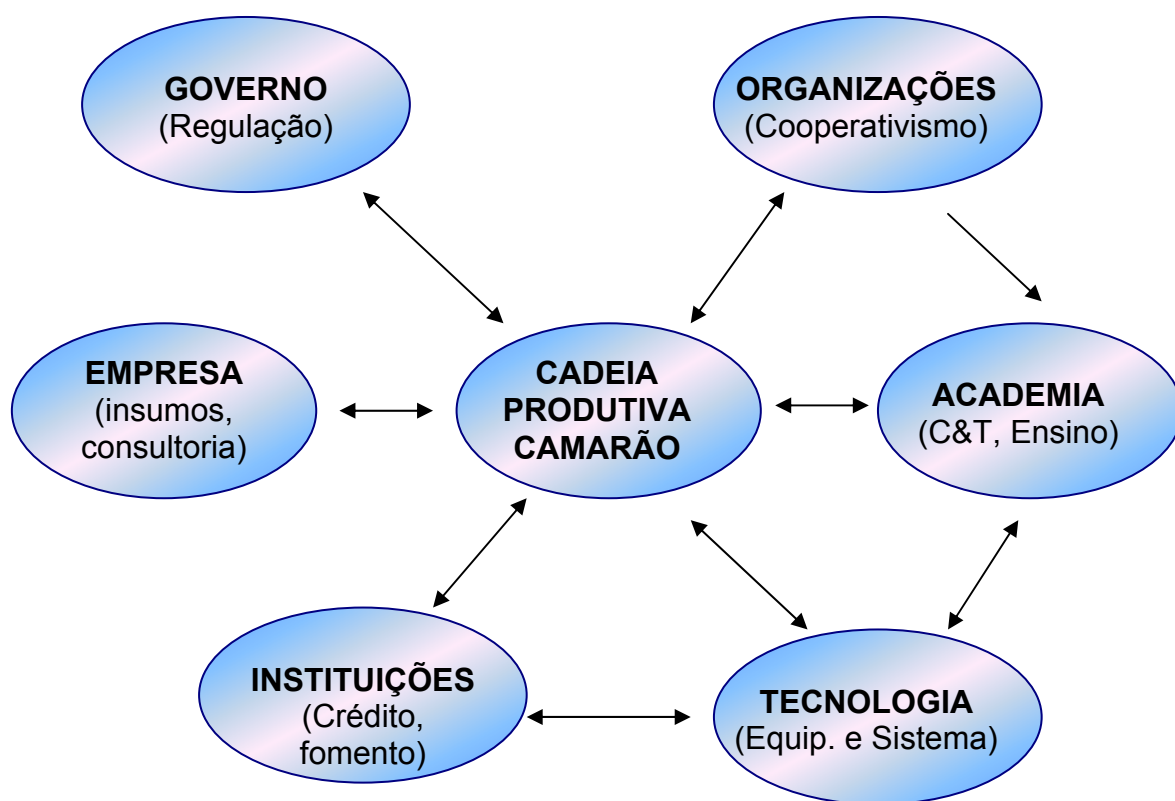 GOVERNO
(Regulação)
ORGANIZAÇÕES
(Cooperativismo)
EMPRESA
(insumos,
consultoria)
CADEIA
PRODUTIVA
CAMARÃO
ACADEMIA
(C&T, Ensino)
INSTITUIÇÕES
(Crédito,
fomento)
TECNOLOGIA
(Equip. e Sistema)